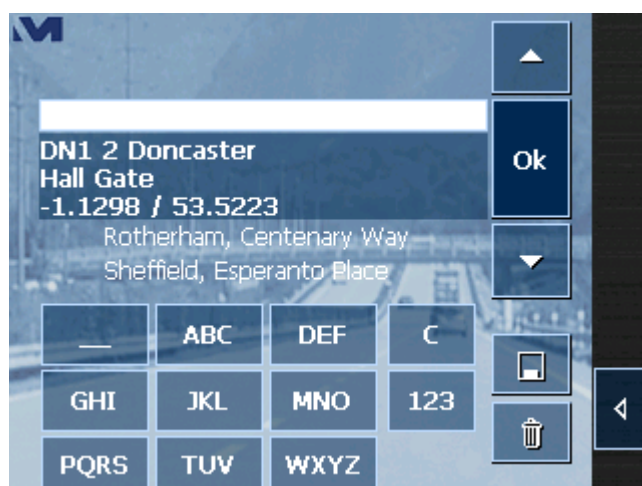 DN1 2 Doncaster
Hall Gate
-1.1298 / 53.5223
Rotherham, Centenary Way
Sheffield, Esperanto Place
Ok
__ ABC DEF C
GHI JKL MNO 123
PQRS TUV WXYZ